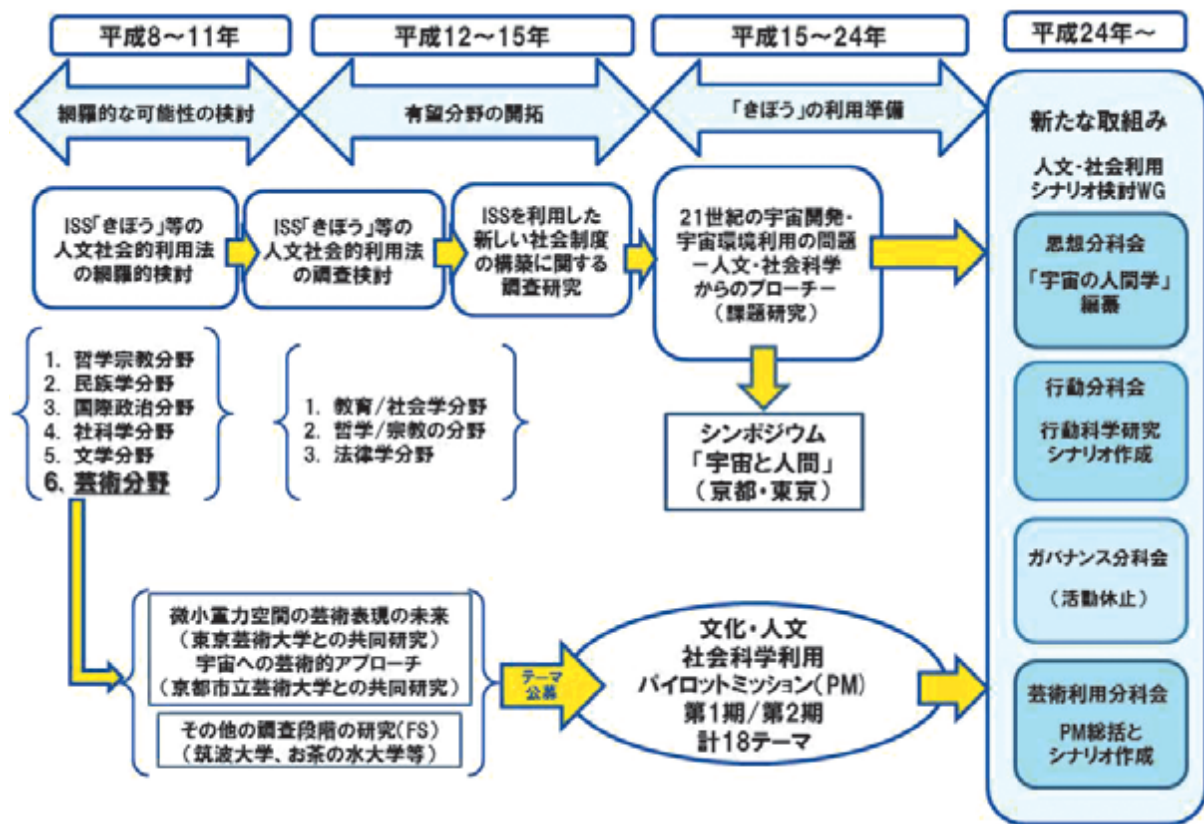 平成8～11年
平成12～15年
平成15～24年
平成24年～
網羅的な可能性の検討
有望分野の開拓
「きぼう」の利用準備
ISS「きぼう」等の
人文社会的利用法
の網羅的検討
ISS「きぼう」等の
人文社会的利用法
の調査検討
ISSを利用した
新しい社会制度
の構築に関する
調査研究
21世紀の宇宙開発・
宇宙環境利用の問題
－人文・社会科学
からのプローチ－
（課題研究）
新たな取組み
人文・社会利用
シナリオ検討WG
思想分科会
「宇宙の人間学」
編纂
行動分科会
行動科学研究
シナリオ作成
ガバナンス分科会
（活動休止）
芸術利用分科会
PM総括と
シナリオ作成
1. 哲学宗教分野
2. 民族学分野
3. 国際政治分野
4. 社科学分野
5. 文学分野
6. 芸術分野
1. 教育/社会学分野
2. 哲学/宗教の分野
3. 法律学分野
シンポジウム
「宇宙と人間」
（京都・東京）
微小重力空間の芸術表現の未来
（東京芸術大学との共同研究）
宇宙への芸術的アプローチ
（京都市立芸術大学との共同研究）
その他の調査段階の研究(FS)
（筑波大学、お茶の水大学等）
テーマ
公募
文化・人文
社会科学利用
パイロットミッション(PM)
第1期/第2期
計18テーマ